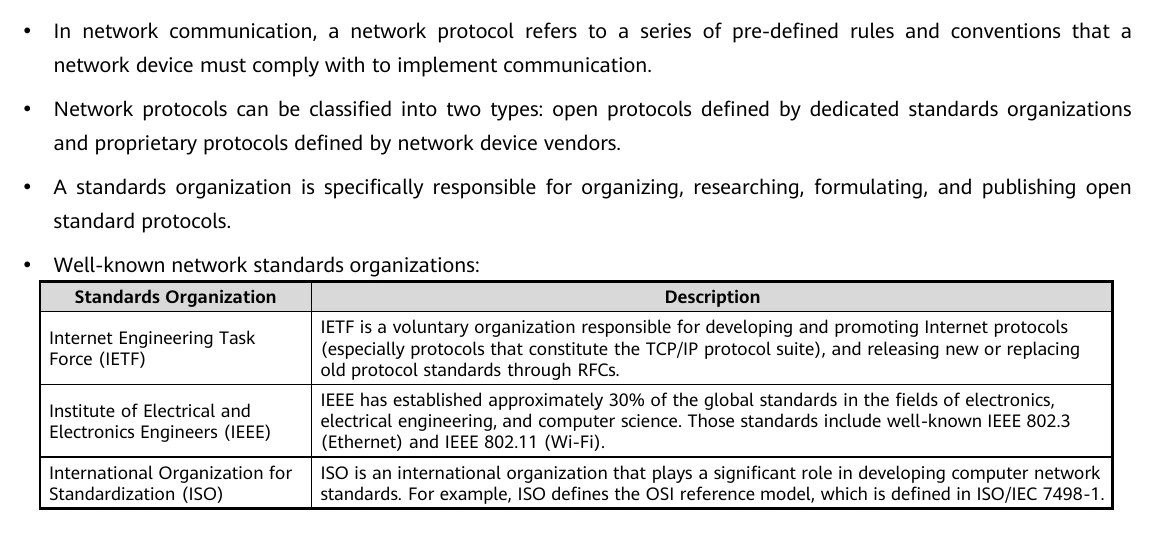 • In network communication, a network protocol refers to a series of pre-defined rules and conventions that a
network device must comply with to implement communication.
• Network protocols can be classified into two types: open protocols defined by dedicated standards organizations
and proprietary protocols defined by network device vendors.
• A standards organization is specifically responsible for organizing, researching, formulating, and publishing open
standard protocols.
• Well-known network standards organizations:
Standards Organization
Description
Internet Engineering Task
Force (IETF)
IETF is a voluntary organization responsible for developing and promoting Internet protocols
(especially protocols that constitute the TCP/IP protocol suite), and releasing new or replacing
old protocol standards through RFCs.
Institute of Electrical and
Electronics Engineers (IEEE)
IEEE has established approximately 30% of the global standards in the fields of electronics,
electrical engineering, and computer science. Those standards include well-known IEEE 802.3
(Ethernet) and IEEE 802.11 (Wi-Fi).
International Organization for
Standardization (ISO)
ISO is an international organization that plays a significant role in developing computer network
standards. For example, ISO defines the OSI reference model, which is defined in ISO/IEC 7498-1.